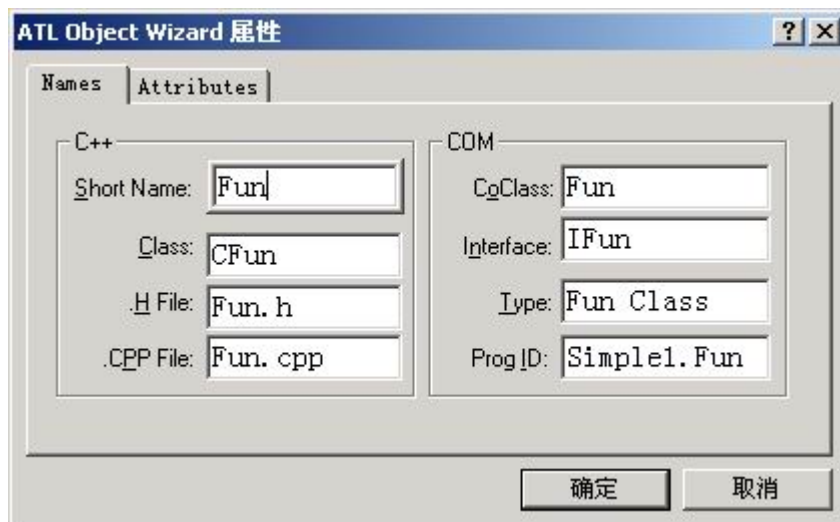 ATL Object Wizard 属性
Names
Attributes
C++
Short Name: Fun
Class: CFun
.H File: Fun.h
.CPP File: Fun.cpp
COM
CoClass: Fun
Interface: IFun
Type: Fun Class
Prog ID: Simple1.Fun
确定
取消